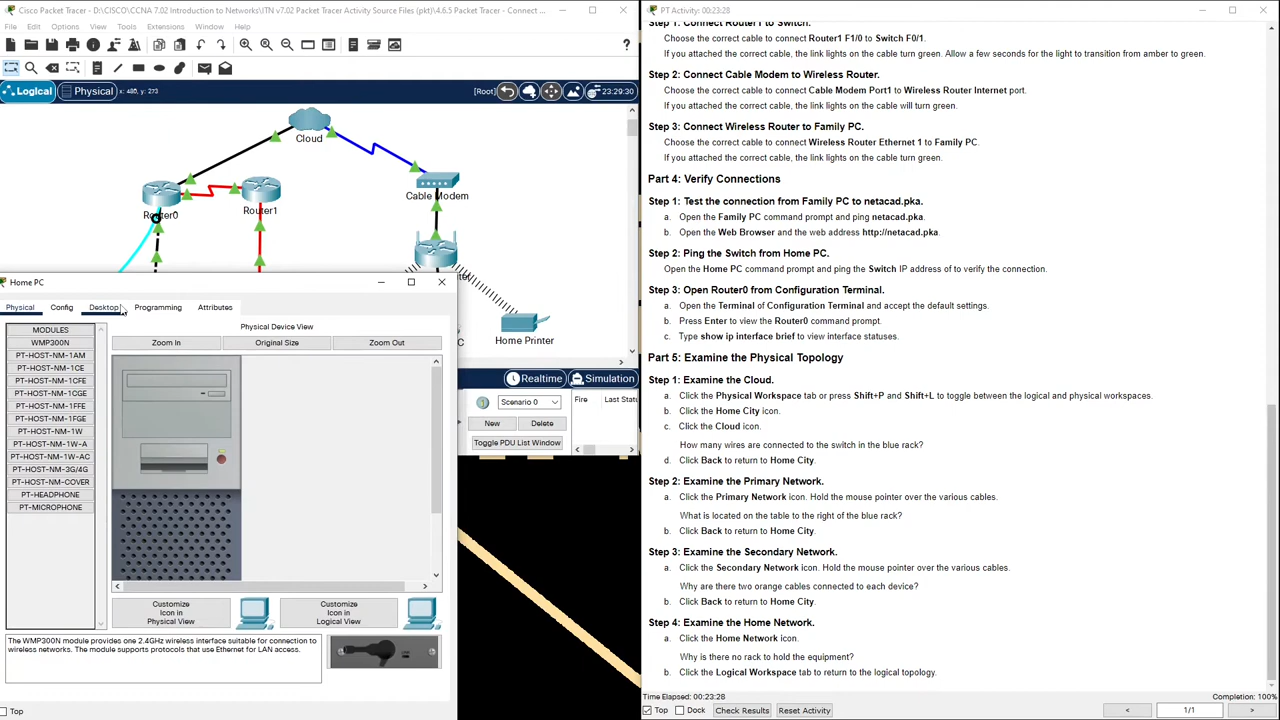 Cisco Packet Tracer - D:\CISCO\CCNA 7.02 Introduction to Networks\ITN v7.02 Packet Tracer Activity Source Files (pkt)\4.6.5 Packet Tracer - Connect ...
File Edit Options View Tools Extensions Window Help
Logical Physical x: 480, y: 273 [Root] 23:29:30
Cloud
Cable Modem
Router0
Router1
Home Printer
Home PC
Physical Config Desktop Programming Attributes
MODULES
WMP300N
PT-HOST-NM-1AM
PT-HOST-NM-1CE
PT-HOST-NM-1CFE
PT-HOST-NM-1CGE
PT-HOST-NM-1FFE
PT-HOST-NM-1FGE
PT-HOST-NM-1W
PT-HOST-NM-1W-A
PT-HOST-NM-1W-AC
PT-HOST-NM-3G/4G
PT-HOST-NM-COVER
PT-HEADPHONE
PT-MICROPHONE
Physical Device View
Zoom In Original Size Zoom Out
Customize
Icon in
Physical View
Customize
Icon in
Logical View
The WMP300N module provides one 2.4GHz wireless interface suitable for connection to
wireless networks. The module supports protocols that use Ethernet for LAN access.
Top
Realtime Simulation
Scenario 0
New Delete
Toggle PDU List Window
Fire Last Statu
PT Activity: 00:23:28
Step 1: Connect Router1 to Switch.
Choose the correct cable to connect Router1 F1/0 to Switch F0/1.
If you attached the correct cable, the link lights on the cable turn green. Allow a few seconds for the light to transition from amber to green.
Step 2: Connect Cable Modem to Wireless Router.
Choose the correct cable to connect Cable Modem Port1 to Wireless Router Internet port.
If you attached the correct cable, the link lights on the cable will turn green.
Step 3: Connect Wireless Router to Family PC.
Choose the correct cable to connect Wireless Router Ethernet 1 to Family PC.
If you attached the correct cable, the link lights on the cable turn green.
Part 4: Verify Connections
Step 1: Test the connection from Family PC to netacad.pka.
a. Open the Family PC command prompt and ping netacad.pka.
b. Open the Web Browser and the web address http://netacad.pka.
Step 2: Ping the Switch from Home PC.
Open the Home PC command prompt and ping the Switch IP address of to verify the connection.
Step 3: Open Router0 from Configuration Terminal.
a. Open the Terminal of Configuration Terminal and accept the default settings.
b. Press Enter to view the Router0 command prompt.
c. Type show ip interface brief to view interface statuses.
Part 5: Examine the Physical Topology
Step 1: Examine the Cloud.
a. Click the Physical Workspace tab or press Shift+P and Shift+L to toggle between the logical and physical workspaces.
b. Click the Home City icon.
c. Click the Cloud icon.
How many wires are connected to the switch in the blue rack?
d. Click Back to return to Home City.
Step 2: Examine the Primary Network.
a. Click the Primary Network icon. Hold the mouse pointer over the various cables.
What is located on the table to the right of the blue rack?
b. Click Back to return to Home City.
Step 3: Examine the Secondary Network.
a. Click the Secondary Network icon. Hold the mouse pointer over the various cables.
Why are there two orange cables connected to each device?
b. Click Back to return to Home City.
Step 4: Examine the Home Network.
a. Click the Home Network icon.
Why is there no rack to hold the equipment?
b. Click the Logical Workspace tab to return to the logical topology.
Time Elapsed: 00:23:28 Completion: 100%
Top Dock Check Results Reset Activity < 1/1 >